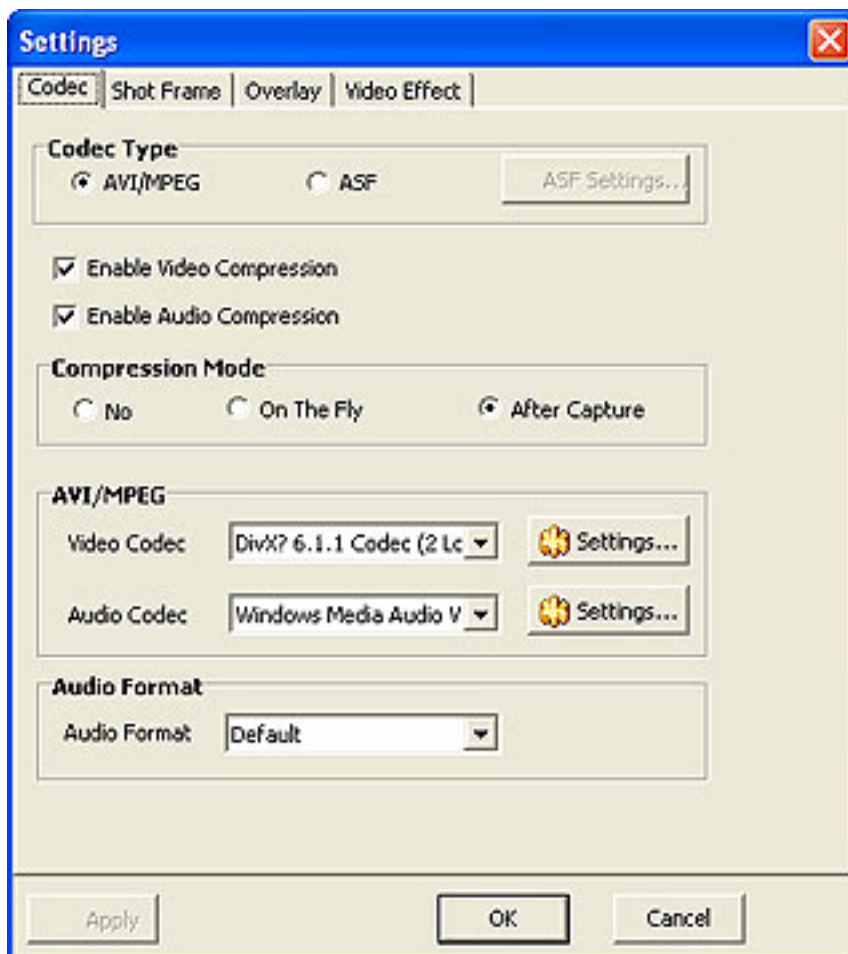 Settings
Codec Shot Frame Overlay Video Effect
Codec Type
AVI/MPEG ASF ASF Settings...
Enable Video Compression
Enable Audio Compression
Compression Mode
No On The Fly After Capture
AVI/MPEG
Video Codec DivX? 6.1.1 Codec (2 Lc Settings...
Audio Codec Windows Media Audio V Settings...
Audio Format
Audio Format Default
Apply OK Cancel